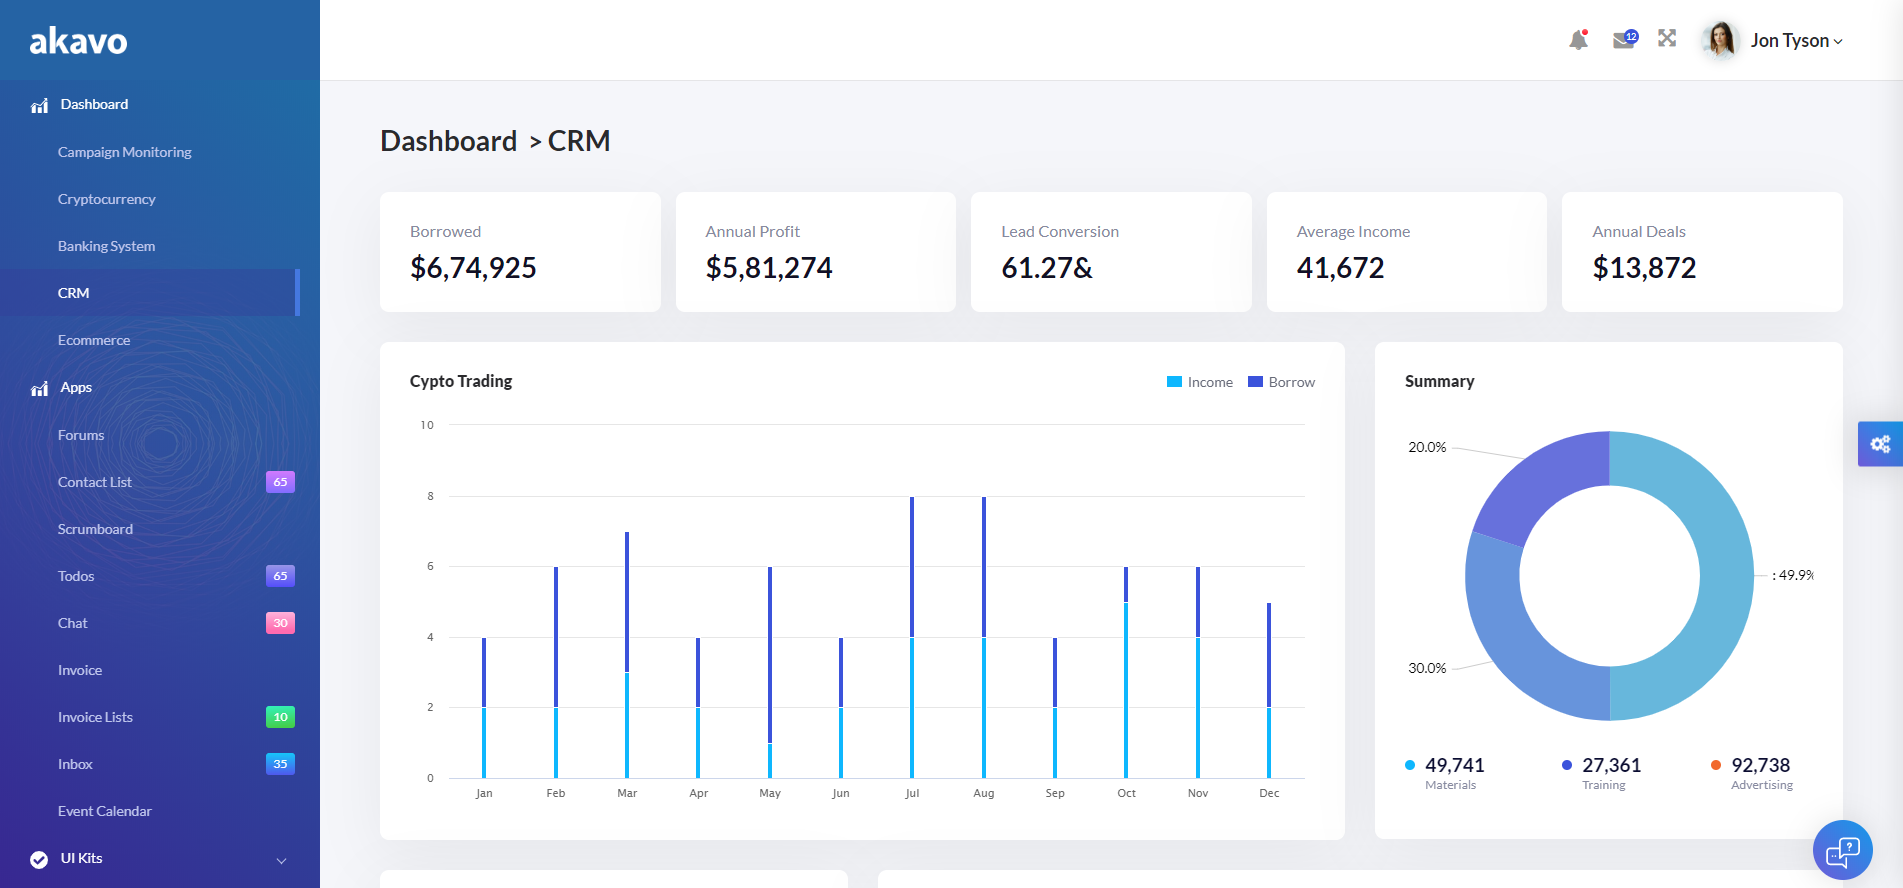 akavo
12
Jon Tyson
Dashboard
Campaign Monitoring
Cryptocurrency
Banking System
CRM
Ecommerce
Apps
Forums
Contact List 65
Scrumboard
Todos 65
Chat 30
Invoice
Invoice Lists 10
Inbox 35
Event Calendar
UI Kits
Dashboard > CRM
Borrowed
$6,74,925
Annual Profit
$5,81,274
Lead Conversion
61.27&
Average Income
41,672
Annual Deals
$13,872
Cypto Trading
Income Borrow
10
8
6
4
2
0
Jan Feb Mar Apr May Jun Jul Aug Sep Oct Nov Dec
Summary
20.0%
: 49.9%
30.0%
49,741
Materials
27,361
Training
92,738
Advertising
?